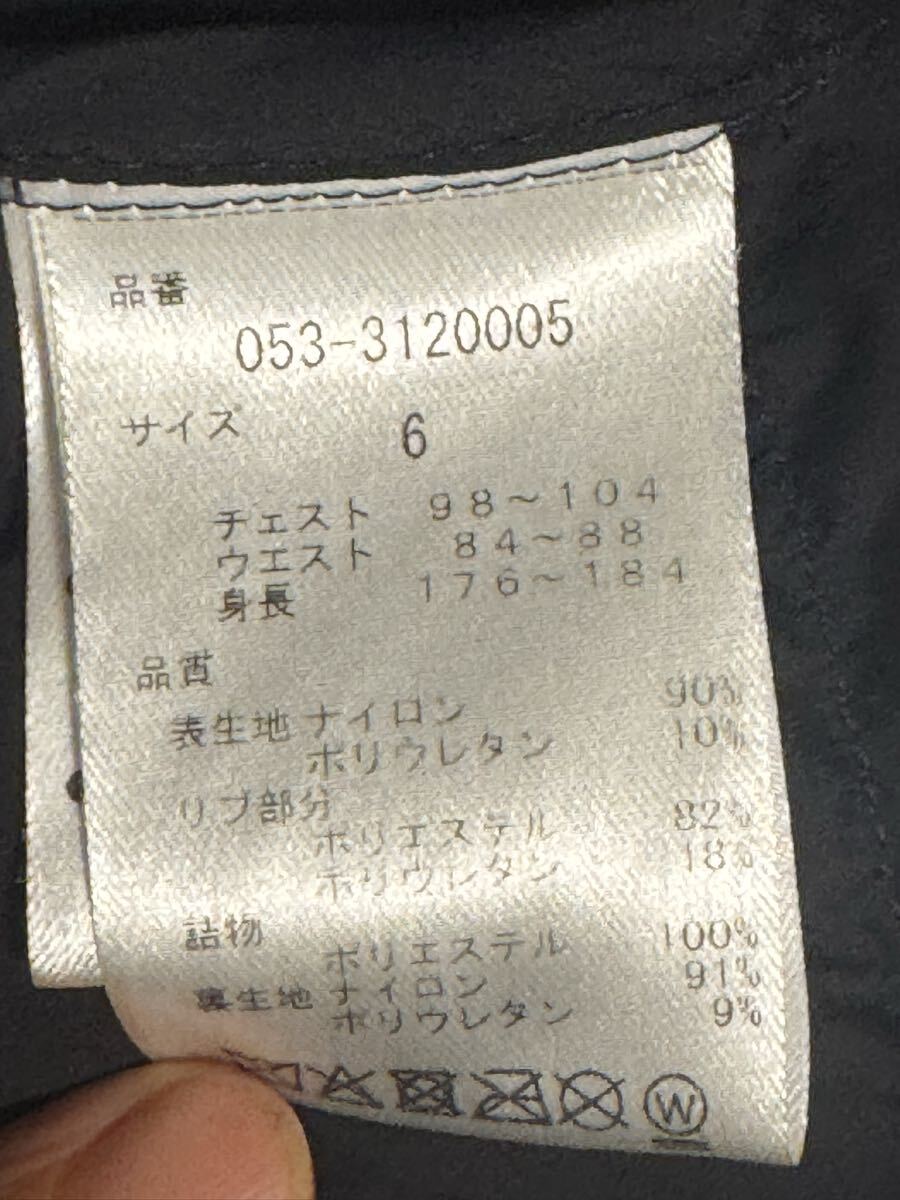 品番
053-3120005
サイズ 6
チェスト 98～104
ウエスト 84～88
身長 176～184
品質
表生地 ナイロン 90%
ポリウレタン 10%
リブ部分
ポリエステル 82%
ポリウレタン 18%
詰物
ポリエステル 100%
裏生地 ナイロン 91%
ポリウレタン 9%
W